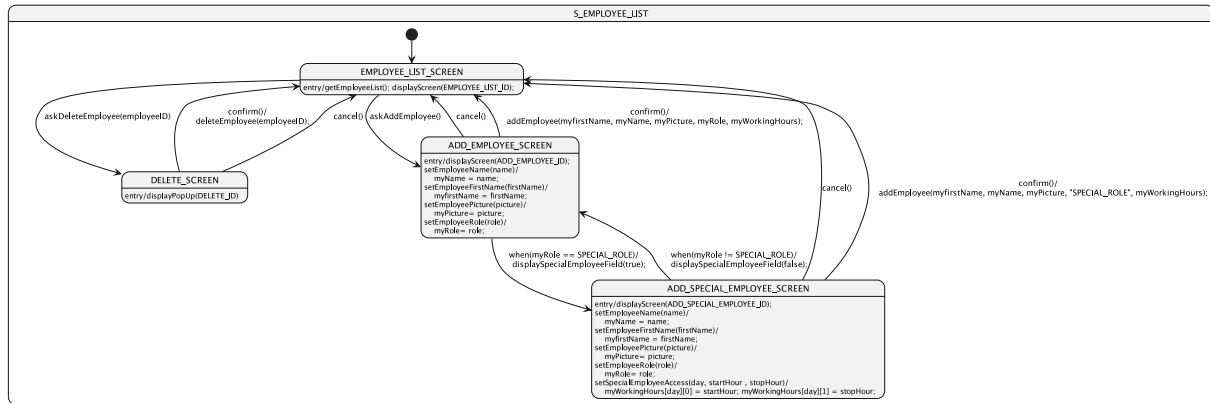 S_EMPLOYEE_LIST
EMPLOYEE_LIST_SCREEN
entry/getEmployeeList(); displayScreen(EMPLOYEE_LIST_ID);
askDeleteEmployee(employeeID)
confirm()/
deleteEmployee(employeeID);
cancel()
askAddEmployee()
cancel()
confirm()/
addEmployee(myfirstName, myName, myPicture, myRole, myWorkingHours);
ADD_EMPLOYEE_SCREEN
entry/displayScreen(ADD_EMPLOYEE_ID);
setEmployeeName(name)/
myName = name;
setEmployeeFirstName(firstName)/
myfirstName = firstName;
setEmployeePicture(picture)/
myPicture= picture;
setEmployeeRole(role)/
myRole= role;
DELETE_SCREEN
entry/displayPopUp(DELETE_ID)
cancel()
confirm()/
addEmployee(myfirstName, myName, myPicture, "SPECIAL_ROLE", myWorkingHours);
when(myRole == SPECIAL_ROLE)/
displaySpecialEmployeeField(true);
when(myRole != SPECIAL_ROLE)/
displaySpecialEmployeeField(false);
ADD_SPECIAL_EMPLOYEE_SCREEN
entry/displayScreen(ADD_SPECIAL_EMPLOYEE_ID);
setEmployeeName(name)/
myName = name;
setEmployeeFirstName(firstName)/
myfirstName = firstName;
setEmployeePicture(picture)/
myPicture= picture;
setEmployeeRole(role)/
myRole= role;
setSpecialEmployeeAccess(day, startHour , stopHour)/
myWorkingHours[day][0] = startHour; myWorkingHours[day][1] = stopHour;